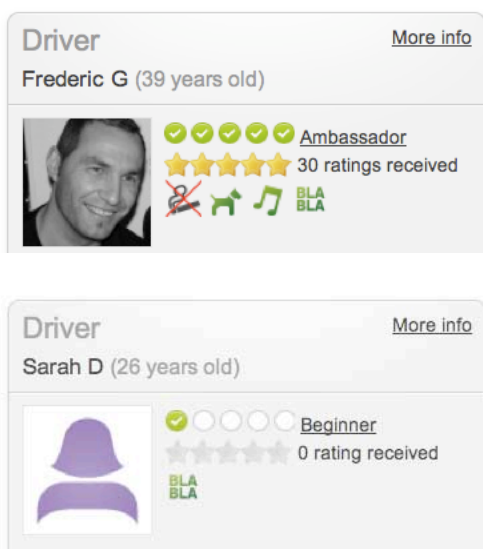 Driver
More info
Frederic G (39 years old)
Ambassador
30 ratings received
BLA
BLA
Driver
More info
Sarah D (26 years old)
Beginner
0 rating received
BLA
BLA